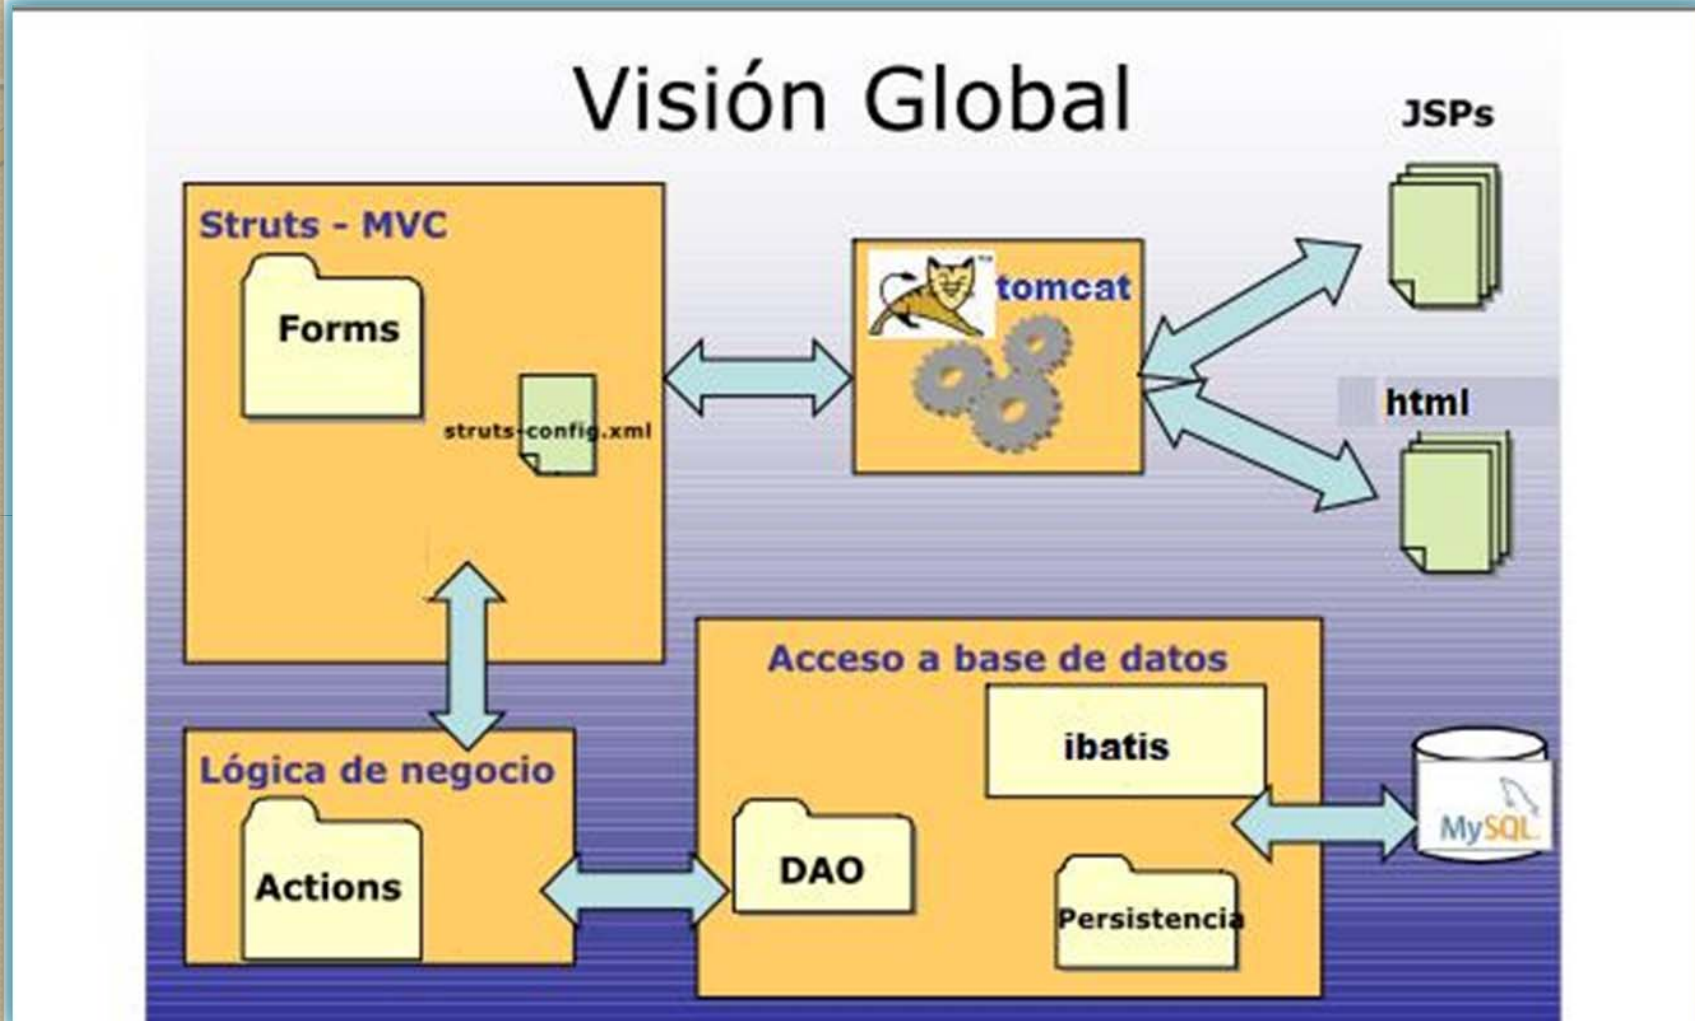 Visión Global
JSPs
Struts - MVC
Forms
struts-config.xml
tomcat
html
Acceso a base de datos
ibatis
Lógica de negocio
Actions
DAO
Persistencia
MySQL